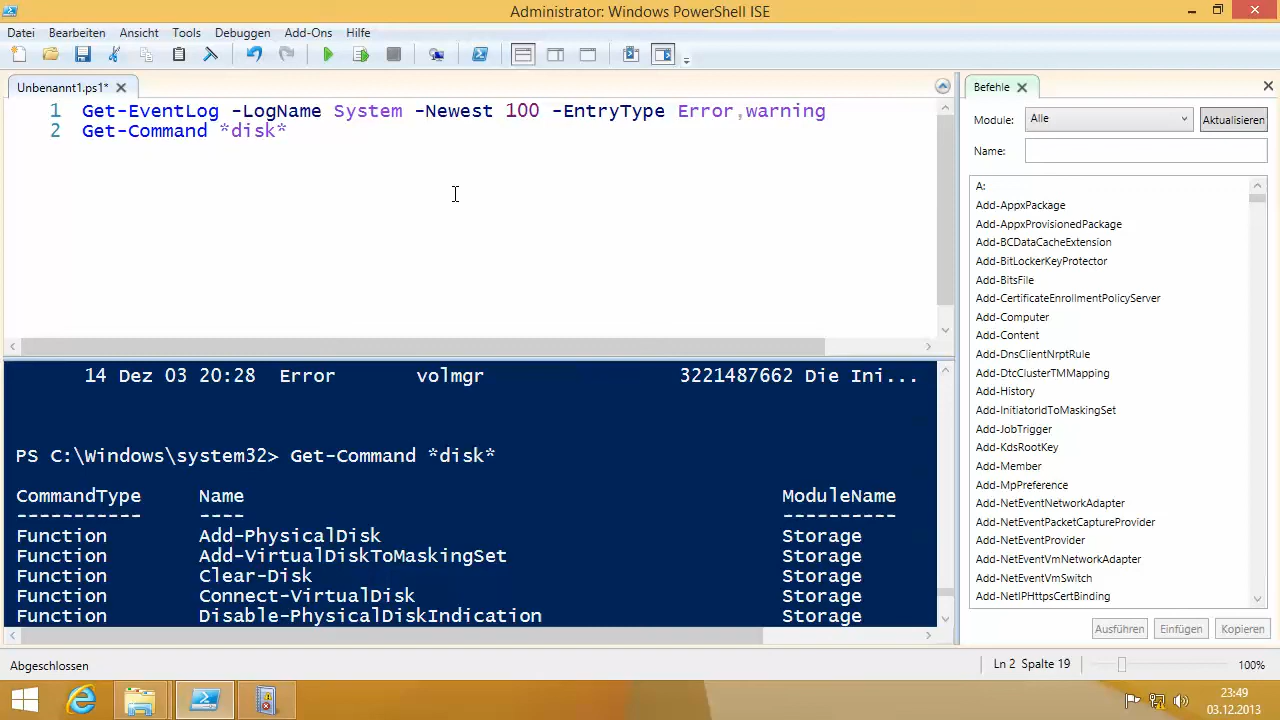 Administrator: Windows PowerShell ISE
Datei Bearbeiten Ansicht Tools Debuggen Add-Ons Hilfe
Unbenannt1.ps1*
1 Get-EventLog -LogName System -Newest 100 -EntryType Error,warning
2 Get-Command *disk*
14 Dez 03 20:28 Error volmgr 3221487662 Die Ini...
PS C:\Windows\system32> Get-Command *disk*
CommandType Name ModuleName
----------- ---- ----------
Function Add-PhysicalDisk Storage
Function Add-VirtualDiskToMaskingSet Storage
Function Clear-Disk Storage
Function Connect-VirtualDisk Storage
Function Disable-PhysicalDiskIndication Storage
Befehle
Module: Alle Aktualisieren
Name:
A:
Add-AppxPackage
Add-AppxProvisionedPackage
Add-BCDataCacheExtension
Add-BitLockerKeyProtector
Add-BitsFile
Add-CertificateEnrollmentPolicyServer
Add-Computer
Add-Content
Add-DnsClientNrptRule
Add-DtcClusterTMMapping
Add-History
Add-InitiatorIdToMaskingSet
Add-JobTrigger
Add-KdsRootKey
Add-Member
Add-MpPreference
Add-NetEventNetworkAdapter
Add-NetEventPacketCaptureProvider
Add-NetEventProvider
Add-NetEventVmNetworkAdapter
Add-NetEventVmSwitch
Add-NetIPHttpsCertBinding
Ausführen Einfügen Kopieren
Abgeschlossen Ln 2 Spalte 19 100%
23:49
03.12.2013